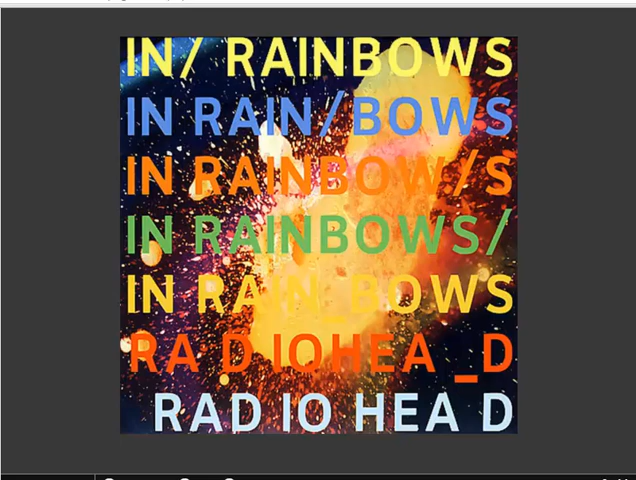 IN/ RAINBOWS
IN RAIN/BOWS
IN RAINBOW/S
IN RAINBOWS/
IN RAIN_BOWS
RA D IOHEA _D
RAD IO HEA D